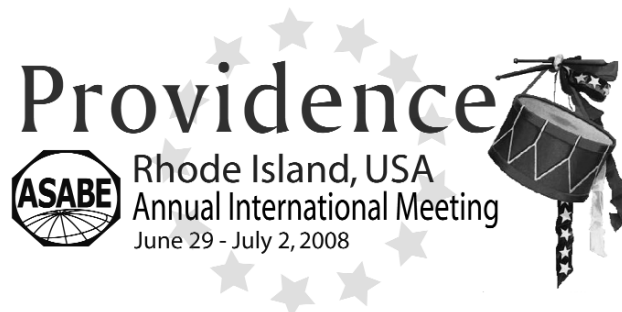 Providence
ASABE
Rhode Island, USA
Annual International Meeting
June 29 - July 2, 2008